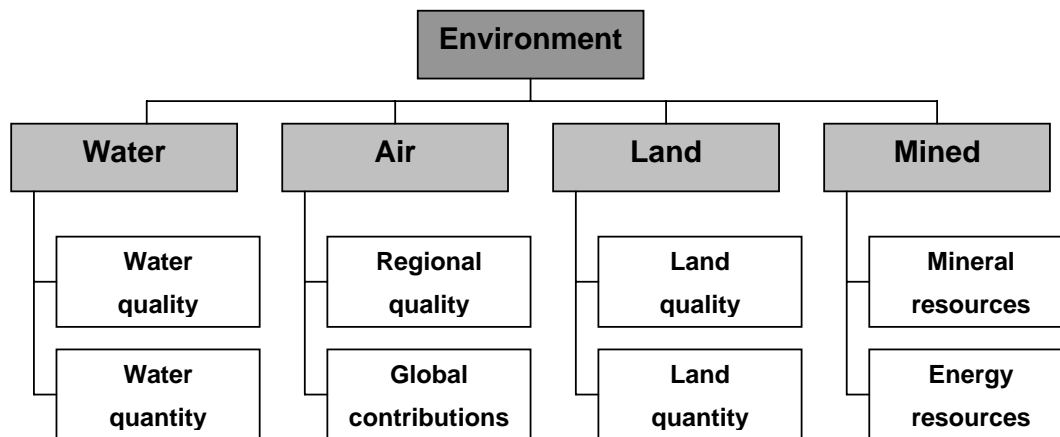 Environment
Water
Air
Land
Mined
Water
quality
Regional
quality
Land
quality
Mineral
resources
Water
quantity
Global
contributions
Land
quantity
Energy
resources